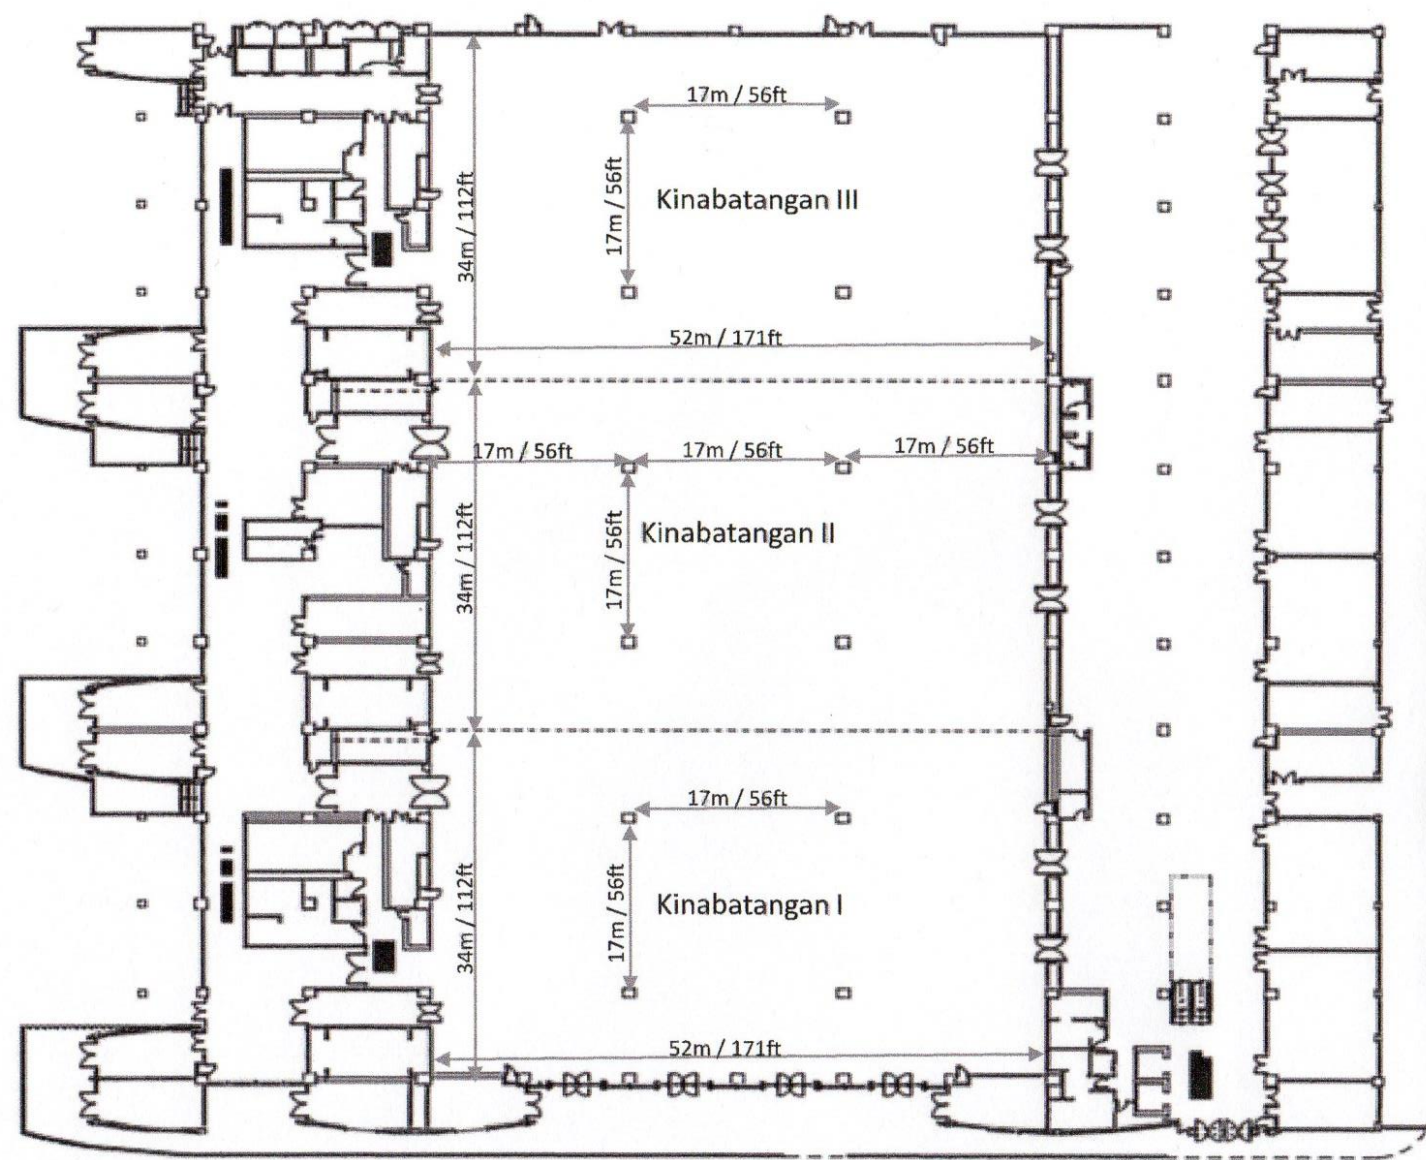 17m / 56ft
17m / 56ft
Kinabatangan III
34m / 112ft
52m / 171ft
17m / 56ft
17m / 56ft
17m / 56ft
17m / 56ft
Kinabatangan II
34m / 112ft
17m / 56ft
17m / 56ft
Kinabatangan I
34m / 112ft
52m / 171ft